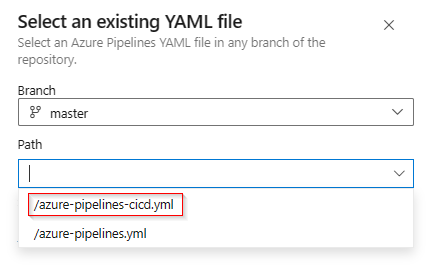 Select an existing YAML file
Select an Azure Pipelines YAML file in any branch of the
repository.
Branch
master
Path
/azure-pipelines-cicd.yml
/azure-pipelines.yml